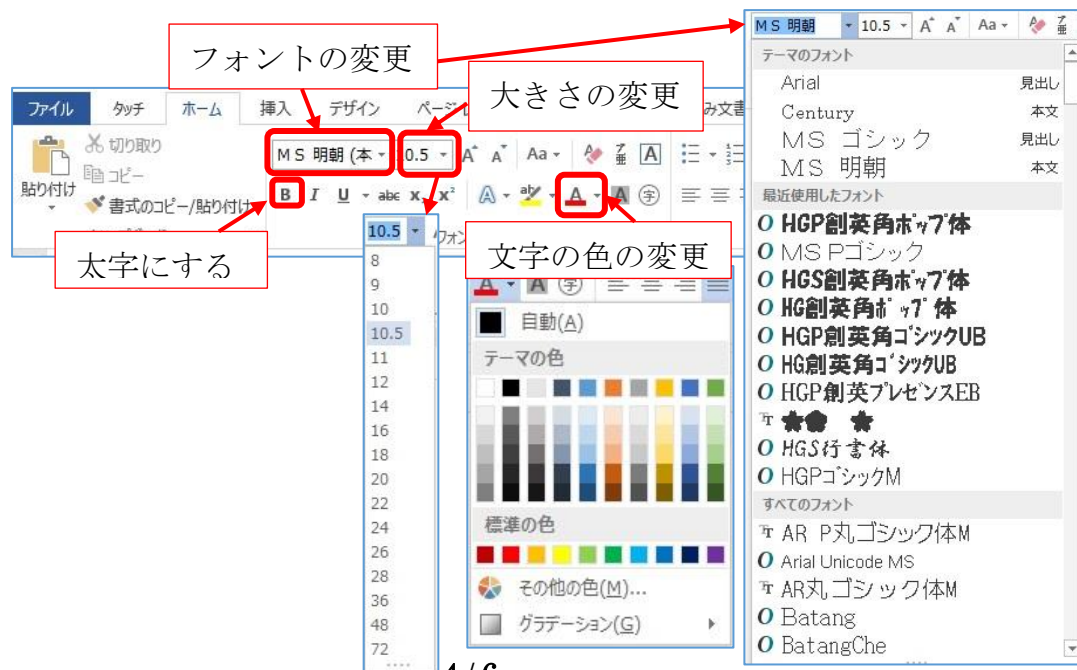 フォントの変更
大きさの変更
ファイル タッチ ホーム 挿入 デザイン ページ み文書
切り取り
コピー
貼り付け
書式のコピー/貼り付け
MS 明朝 (本 10.5 A A Aa ア亜 A
B I U abc x x² A ab A A 字
太字にする
文字の色の変更
10.5
8
9
10
10.5
11
12
14
16
18
20
22
24
26
28
36
48
72
A A 字
自動(A)
テーマの色
標準の色
その他の色(M)...
グラデーション(G)
MS 明朝 10.5 A A Aa ア亜
テーマのフォント
Arial 見出し
Century 本文
MS ゴシック 見出し
MS 明朝 本文
最近使用したフォント
O HGP創英角ポップ体
O MS Pゴシック
O HGS創英角ポップ体
O HG創英角ポップ体
O HGP創英角ゴシックUB
O HG創英角ゴシックUB
O HGP創英プレゼンスEB
O HGS行書体
O HGPゴシックM
すべてのフォント
AR P丸ゴシック体M
O Arial Unicode MS
AR丸ゴシック体M
O Batang
O BatangChe